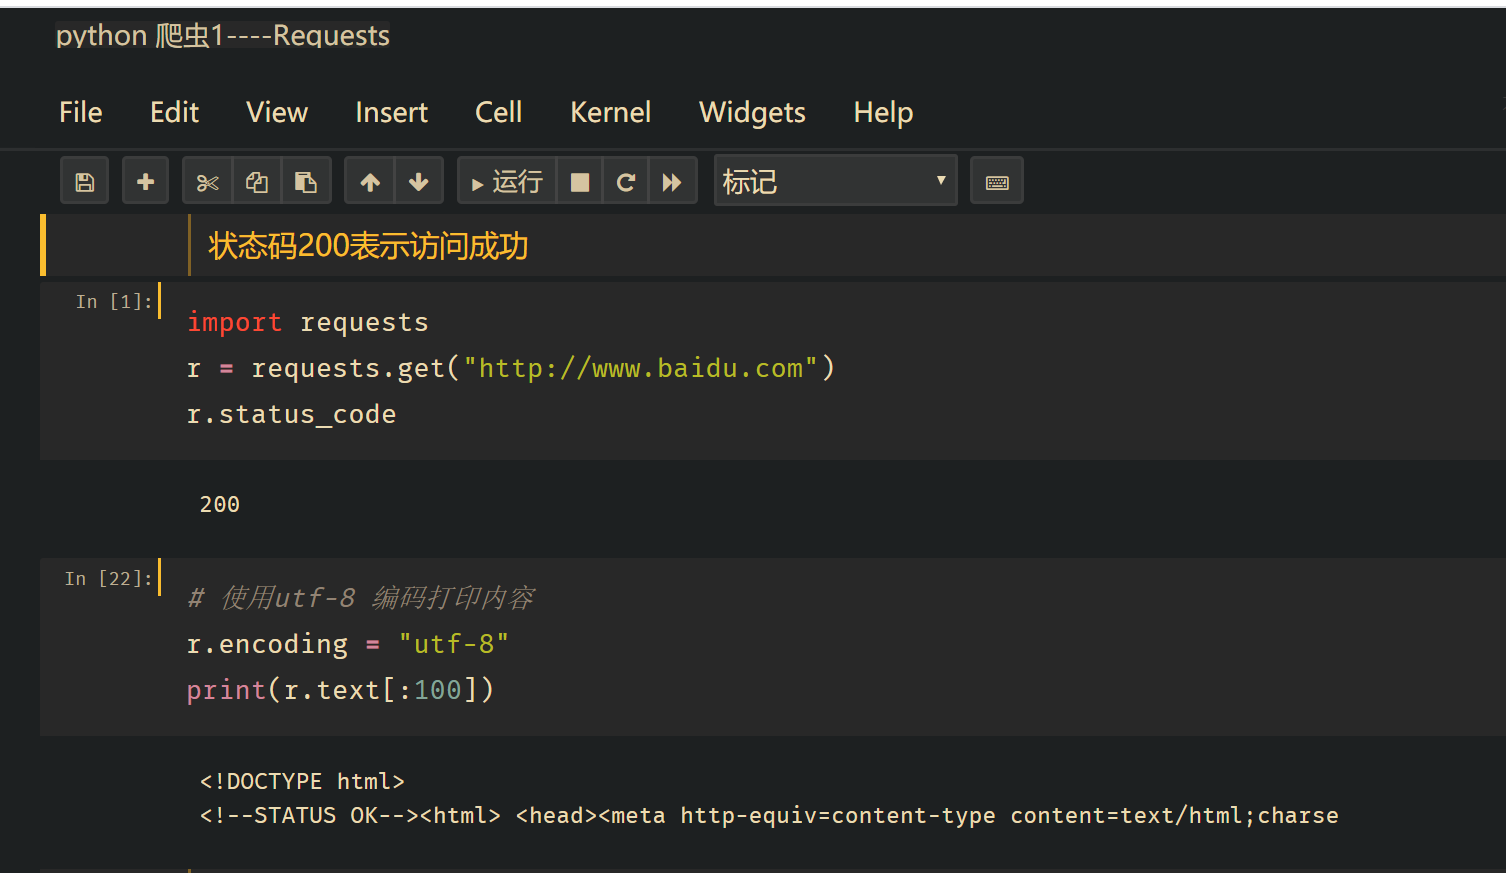 python 爬虫1----Requests
File Edit View Insert Cell Kernel Widgets Help
运行 标记
状态码200表示访问成功
In [1]:
import requests
r = requests.get("http://www.baidu.com")
r.status_code
200
In [22]:
# 使用utf-8 编码打印内容
r.encoding = "utf-8"
print(r.text[:100])
<!DOCTYPE html>
<!--STATUS OK--><html> <head><meta http-equiv=content-type content=text/html;charse